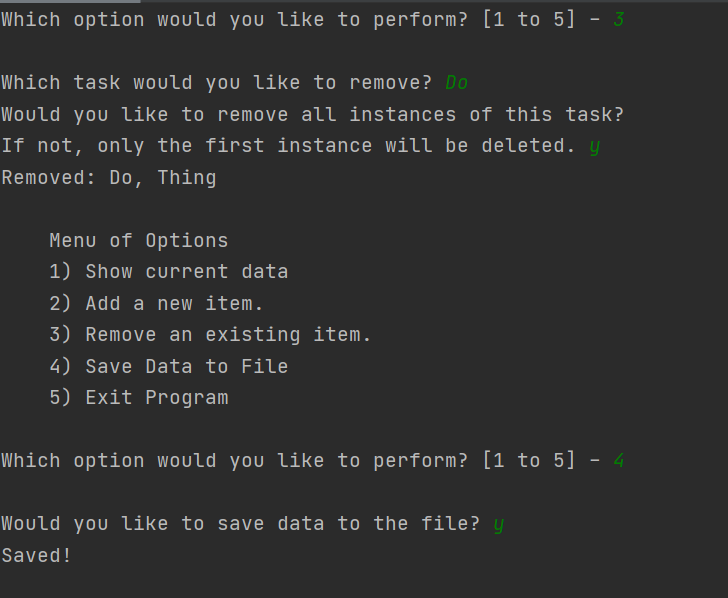 Which option would you like to perform? [1 to 5] - 3
Which task would you like to remove? Do
Would you like to remove all instances of this task?
If not, only the first instance will be deleted. y
Removed: Do, Thing
Menu of Options
1) Show current data
2) Add a new item.
3) Remove an existing item.
4) Save Data to File
5) Exit Program
Which option would you like to perform? [1 to 5] - 4
Would you like to save data to the file? y
Saved!